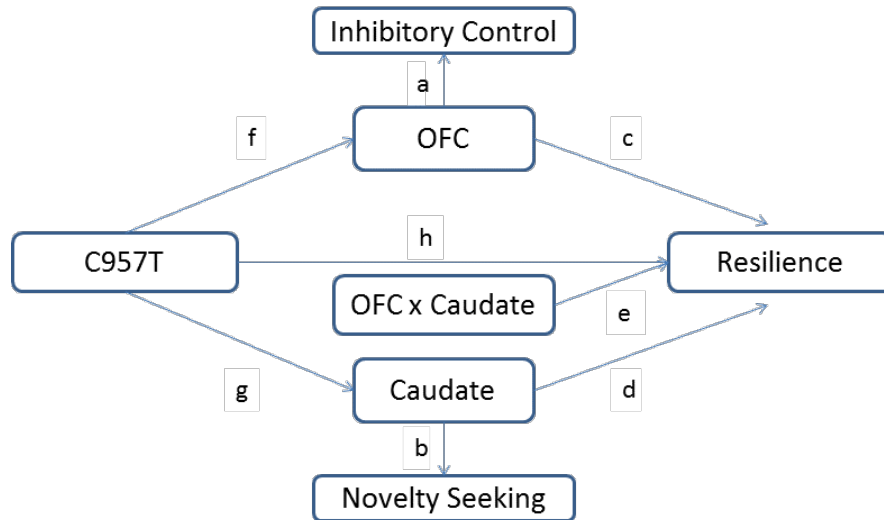 Inhibitory Control
a
OFC
f
c
C957T
h
Resilience
OFC x Caudate
e
g
Caudate
d
b
Novelty Seeking